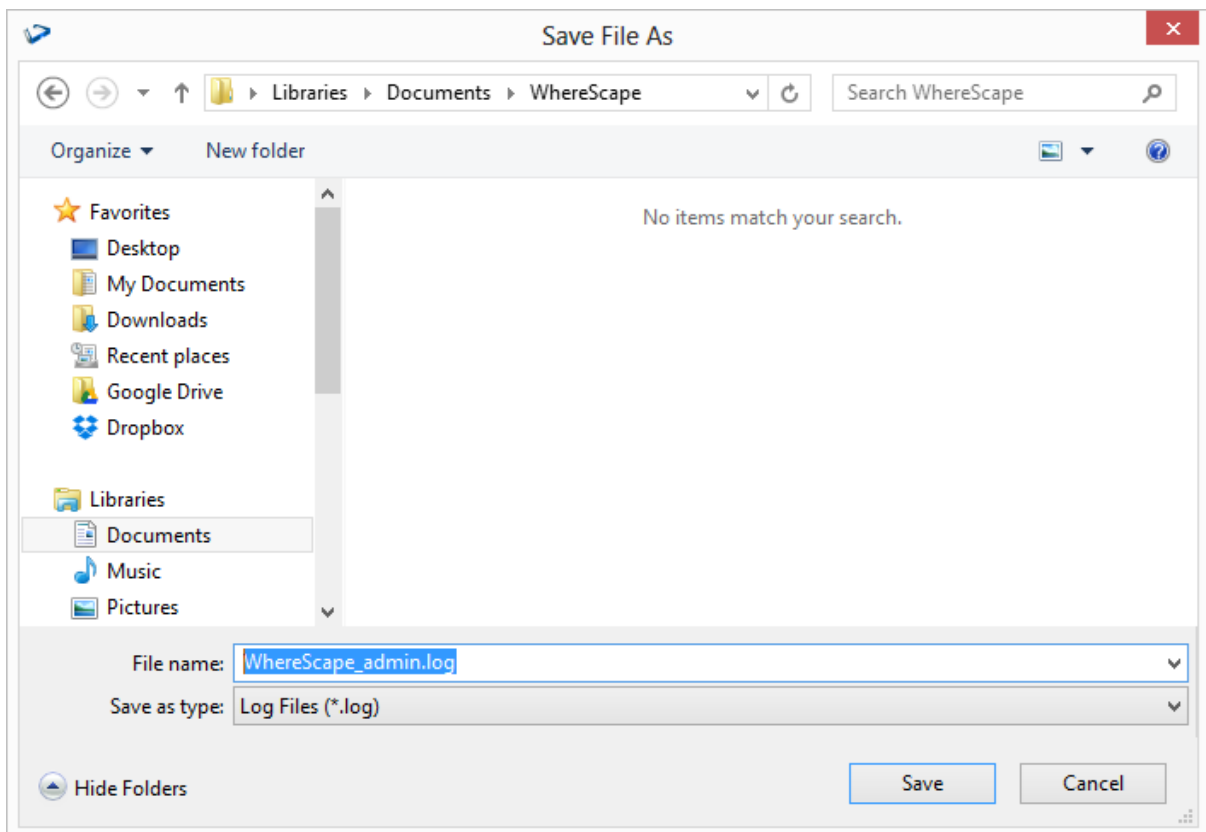 Save File As
Libraries Documents WhereScape Search WhereScape
Organize New folder
No items match your search.
Favorites
Desktop
My Documents
Downloads
Recent places
Google Drive
Dropbox
Libraries
Documents
Music
Pictures
File name: WhereScape_admin.log
Save as type: Log Files (*.log)
Hide Folders Save Cancel